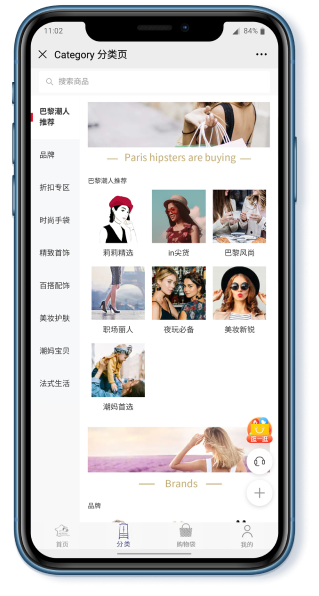 11:02
84%
Category 分类页
搜索商品
巴黎潮人
推荐
品牌
折扣专区
时尚手袋
精致首饰
百搭配饰
美妆护肤
潮妈宝贝
法式生活
Paris hipsters are buying
巴黎潮人推荐
莉莉精选
in尖货
巴黎风尚
职场丽人
夜玩必备
美妆新锐
潮妈首选
逛一逛
Brands
品牌
首页
分类
购物袋
我的